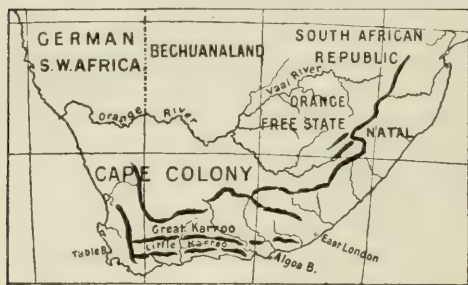 GERMAN
S.W. AFRICA
BECHUANALAND
SOUTH AFRICAN
REPUBLIC
Vaal River
ORANGE
FREE STATE
Orange River
NATAL
CAPE COLONY
Great Karroo
Little Karroo
Table B.
East London
Algoa B.